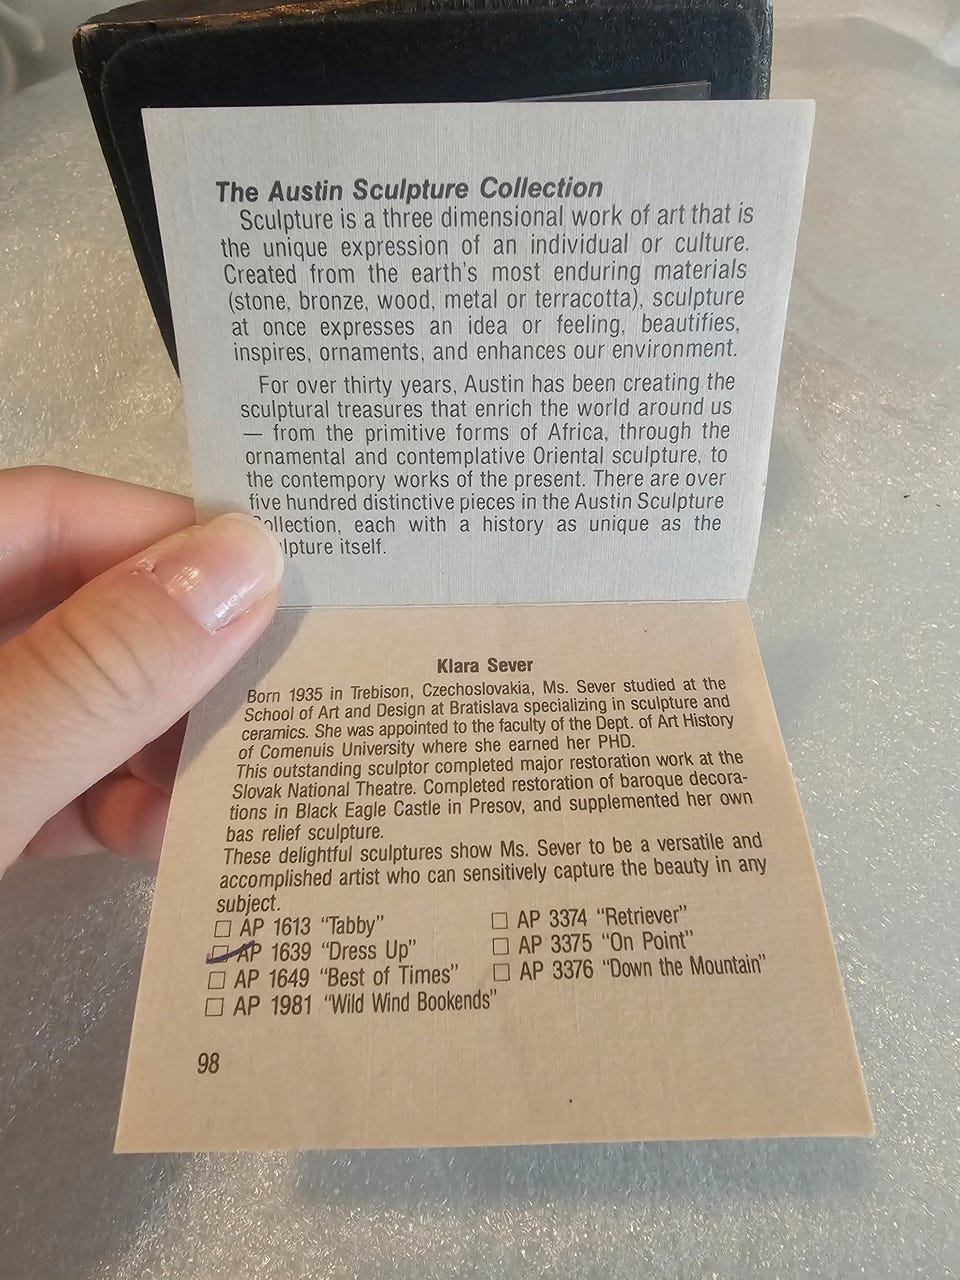 The Austin Sculpture Collection
Sculpture is a three dimensional work of art that is
the unique expression of an individual or culture.
Created from the earth's most enduring materials
(stone, bronze, wood, metal or terracotta), sculpture
at once expresses an idea or feeling, beautifies,
inspires, ornaments, and enhances our environment.
For over thirty years, Austin has been creating the
sculptural treasures that enrich the world around us
— from the primitive forms of Africa, through the
ornamental and contemplative Oriental sculpture, to
the contempory works of the present. There are over
five hundred distinctive pieces in the Austin Sculpture
Collection, each with a history as unique as the
lpture itself.
Klara Sever
Born 1935 in Trebison, Czechoslovakia, Ms. Sever studied at the
School of Art and Design at Bratislava specializing in sculpture and
ceramics. She was appointed to the faculty of the Dept. of Art History
of Comenuis University where she earned her PHD.
This outstanding sculptor completed major restoration work at the
Slovak National Theatre. Completed restoration of baroque decora-
tions in Black Eagle Castle in Presov, and supplemented her own
bas relief sculpture.
These delightful sculptures show Ms. Sever to be a versatile and
accomplished artist who can sensitively capture the beauty in any
subject.
☐ AP 1613 "Tabby"
☐ AP 1639 "Dress Up"
☐ AP 1649 "Best of Times"
☐ AP 1981 "Wild Wind Bookends"
☐ AP 3374 "Retriever"
☐ AP 3375 "On Point"
☐ AP 3376 "Down the Mountain"
98